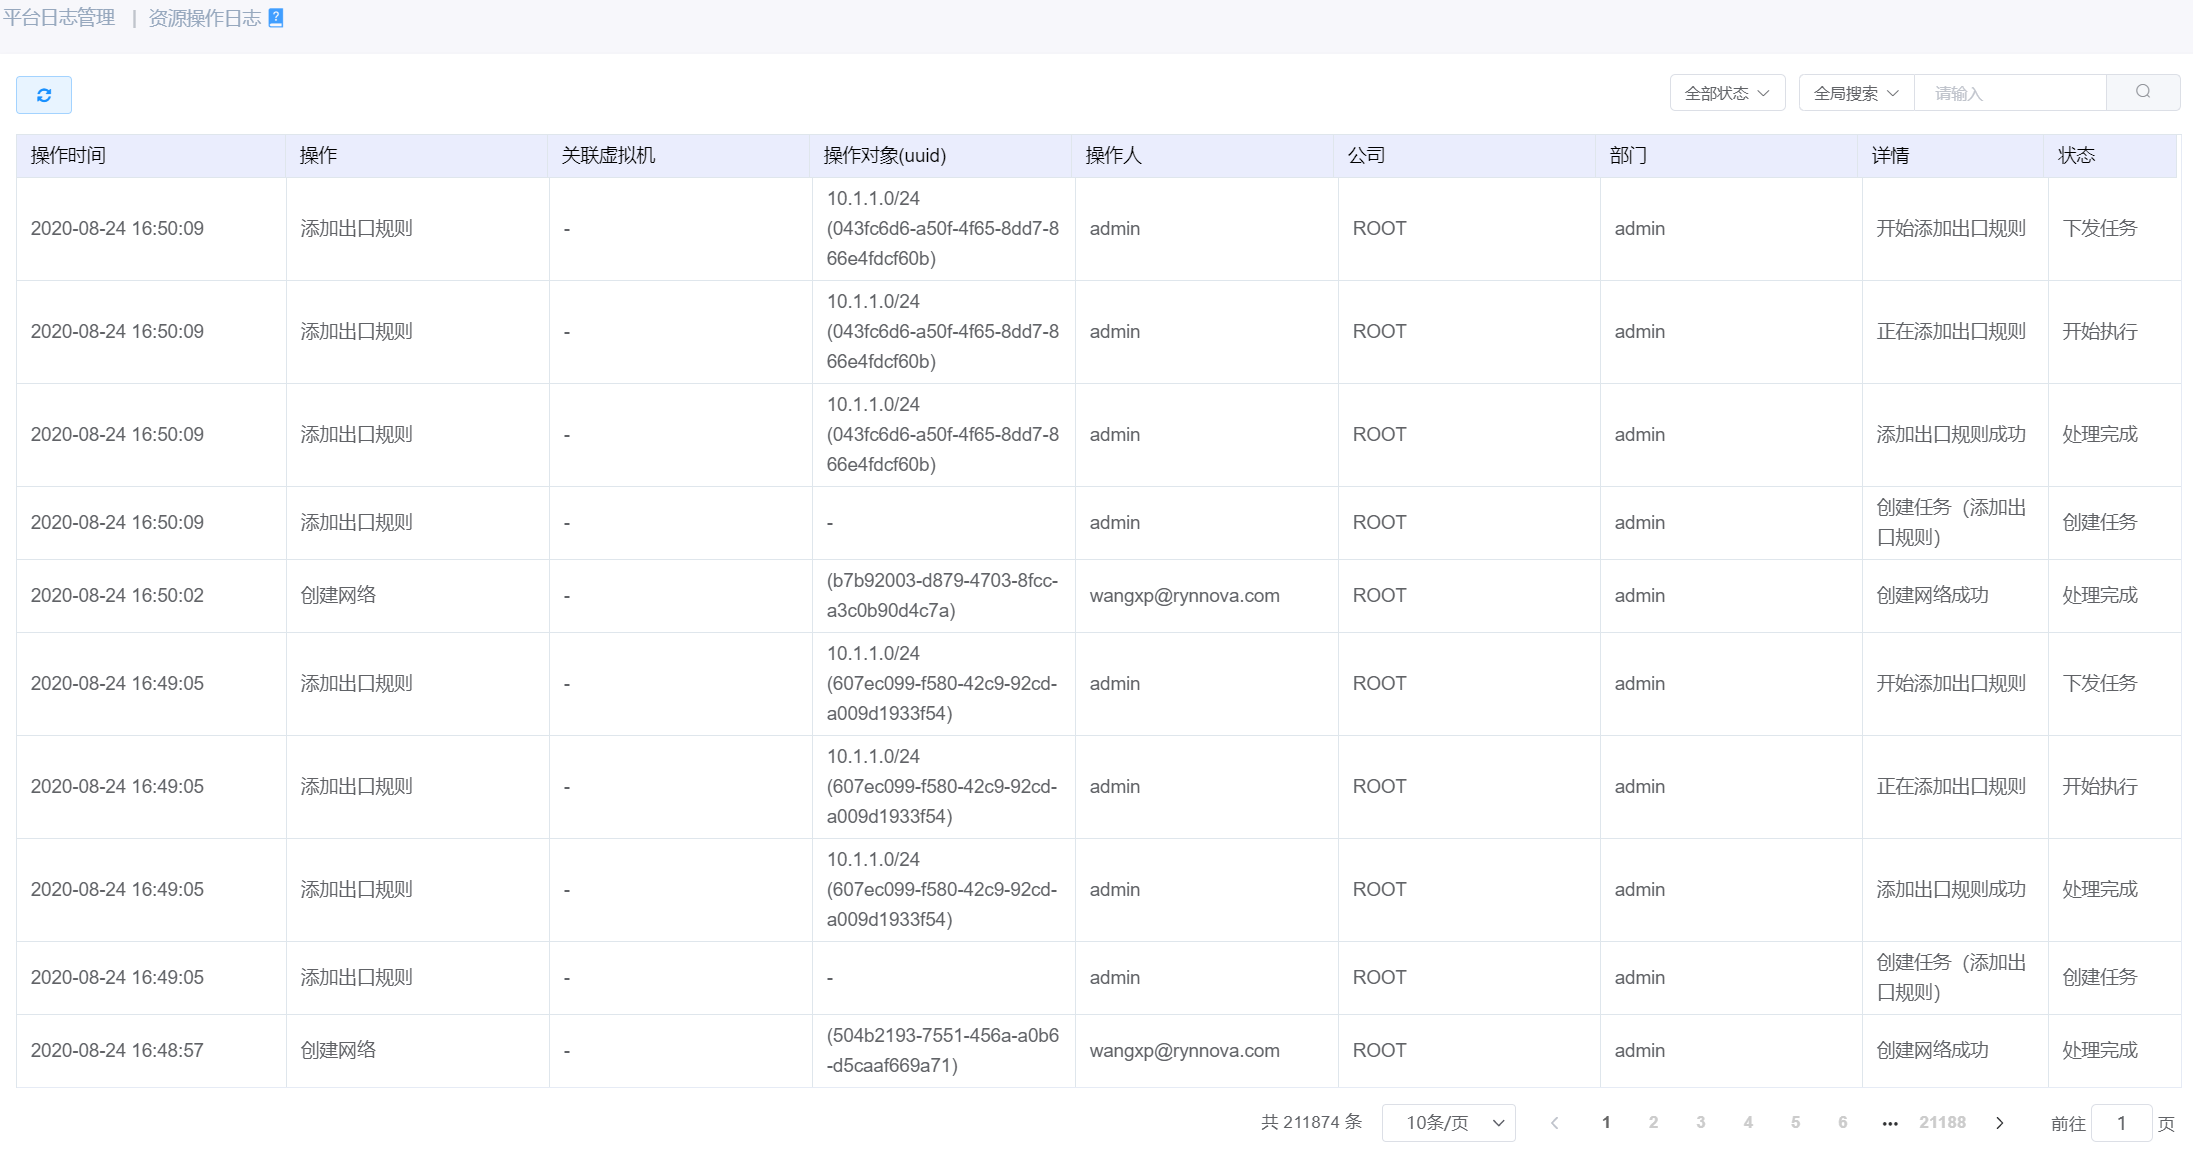 平台日志管理 | 资源操作日志
全部状态 全局搜索 请输入
操作时间 操作 关联虚拟机 操作对象(uuid) 操作人 公司 部门 详情 状态
10.1.1.0/24
2020-08-24 16:50:09 添加出口规则 - (043fc6d6-a50f-4f65-8dd7-8 admin ROOT admin 开始添加出口规则 下发任务
66e4fdcf60b)
10.1.1.0/24
2020-08-24 16:50:09 添加出口规则 - (043fc6d6-a50f-4f65-8dd7-8 admin ROOT admin 正在添加出口规则 开始执行
66e4fdcf60b)
10.1.1.0/24
2020-08-24 16:50:09 添加出口规则 - (043fc6d6-a50f-4f65-8dd7-8 admin ROOT admin 添加出口规则成功 处理完成
66e4fdcf60b)
2020-08-24 16:50:09 添加出口规则 - - admin ROOT admin 创建任务（添加出 创建任务
口规则)
2020-08-24 16:50:02 创建网络 - (b7b92003-d879-4703-8fcc- wangxp@rynnova.com ROOT admin 创建网络成功 处理完成
a3c0b90d4c7a)
10.1.1.0/24
2020-08-24 16:49:05 添加出口规则 - (607ec099-f580-42c9-92cd- admin ROOT admin 开始添加出口规则 下发任务
a009d1933f54)
10.1.1.0/24
2020-08-24 16:49:05 添加出口规则 - (607ec099-f580-42c9-92cd- admin ROOT admin 正在添加出口规则 开始执行
a009d1933f54)
10.1.1.0/24
2020-08-24 16:49:05 添加出口规则 - (607ec099-f580-42c9-92cd- admin ROOT admin 添加出口规则成功 处理完成
a009d1933f54)
2020-08-24 16:49:05 添加出口规则 - - admin ROOT admin 创建任务（添加出 创建任务
口规则)
2020-08-24 16:48:57 创建网络 - (504b2193-7551-456a-a0b6 wangxp@rynnova.com ROOT admin 创建网络成功 处理完成
-d5caaf669a71)
共 211874 条 10条/页 1 2 3 4 5 6 ••• 21188 前往 1 页